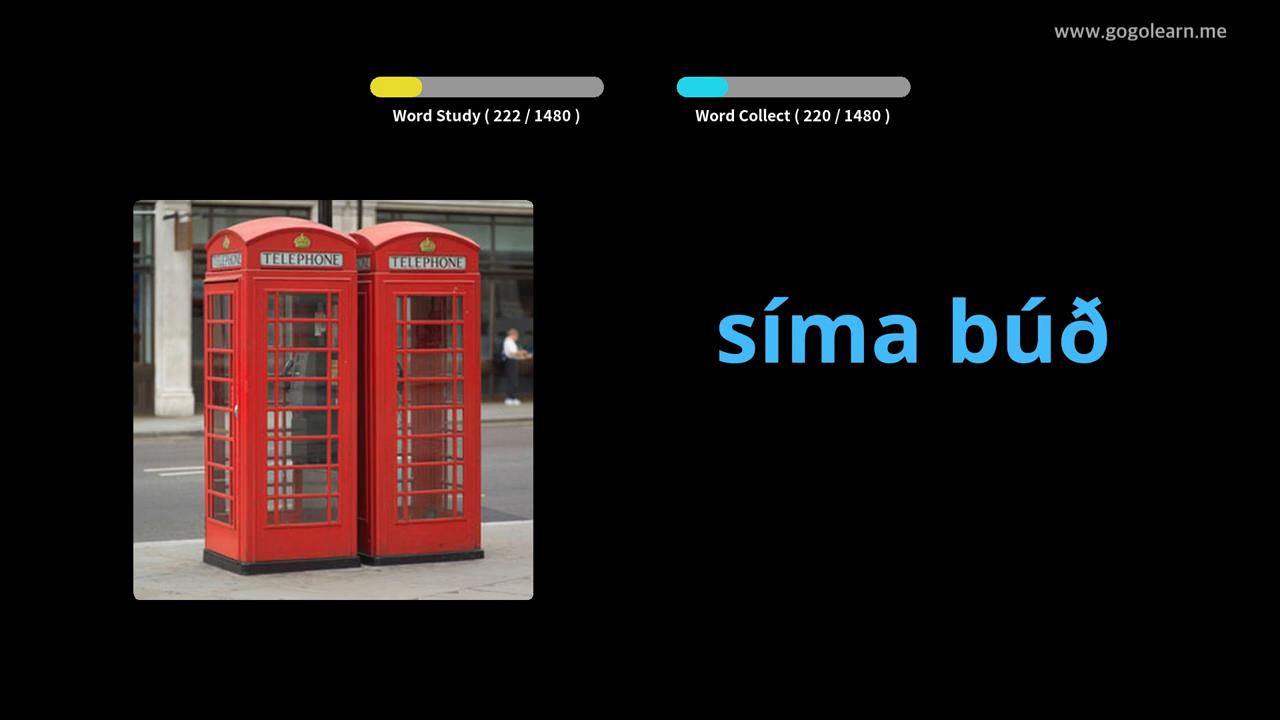 www.gogolearn.me
Word Study ( 222 / 1480 )
Word Collect ( 220 / 1480 )
TELEPHONE
TELEPHONE
síma búð